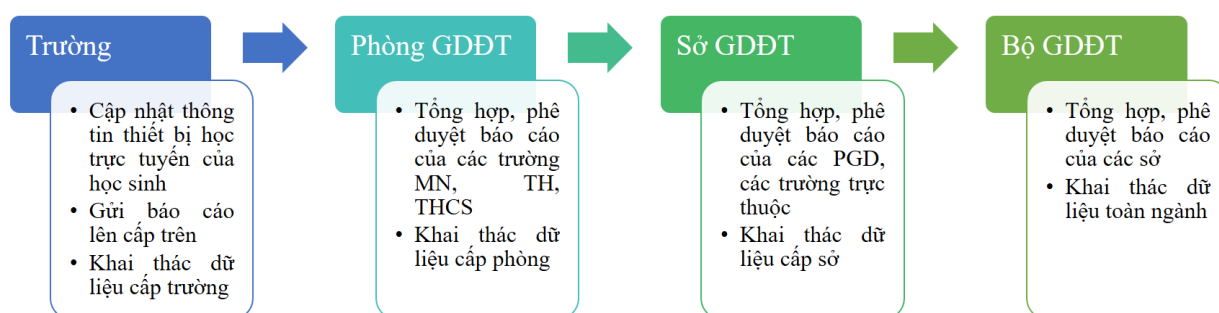 Trường
• Cập nhật thông
tin thiết bị học
trực tuyến của
học sinh
• Gửi báo cáo
lên cấp trên
• Khai thác dữ
liệu cấp trường
Phòng GDĐT
• Tổng hợp, phê
duyệt báo cáo
của các trường
MN, TH,
THCS
• Khai thác dữ
liệu cấp phòng
Sở GDĐT
• Tổng hợp, phê
duyệt báo cáo
của các PGD,
các trường trực
thuộc
• Khai thác dữ
liệu cấp sở
Bộ GDĐT
• Tổng hợp, phê
duyệt báo cáo
của các sở
• Khai thác dữ
liệu toàn ngành